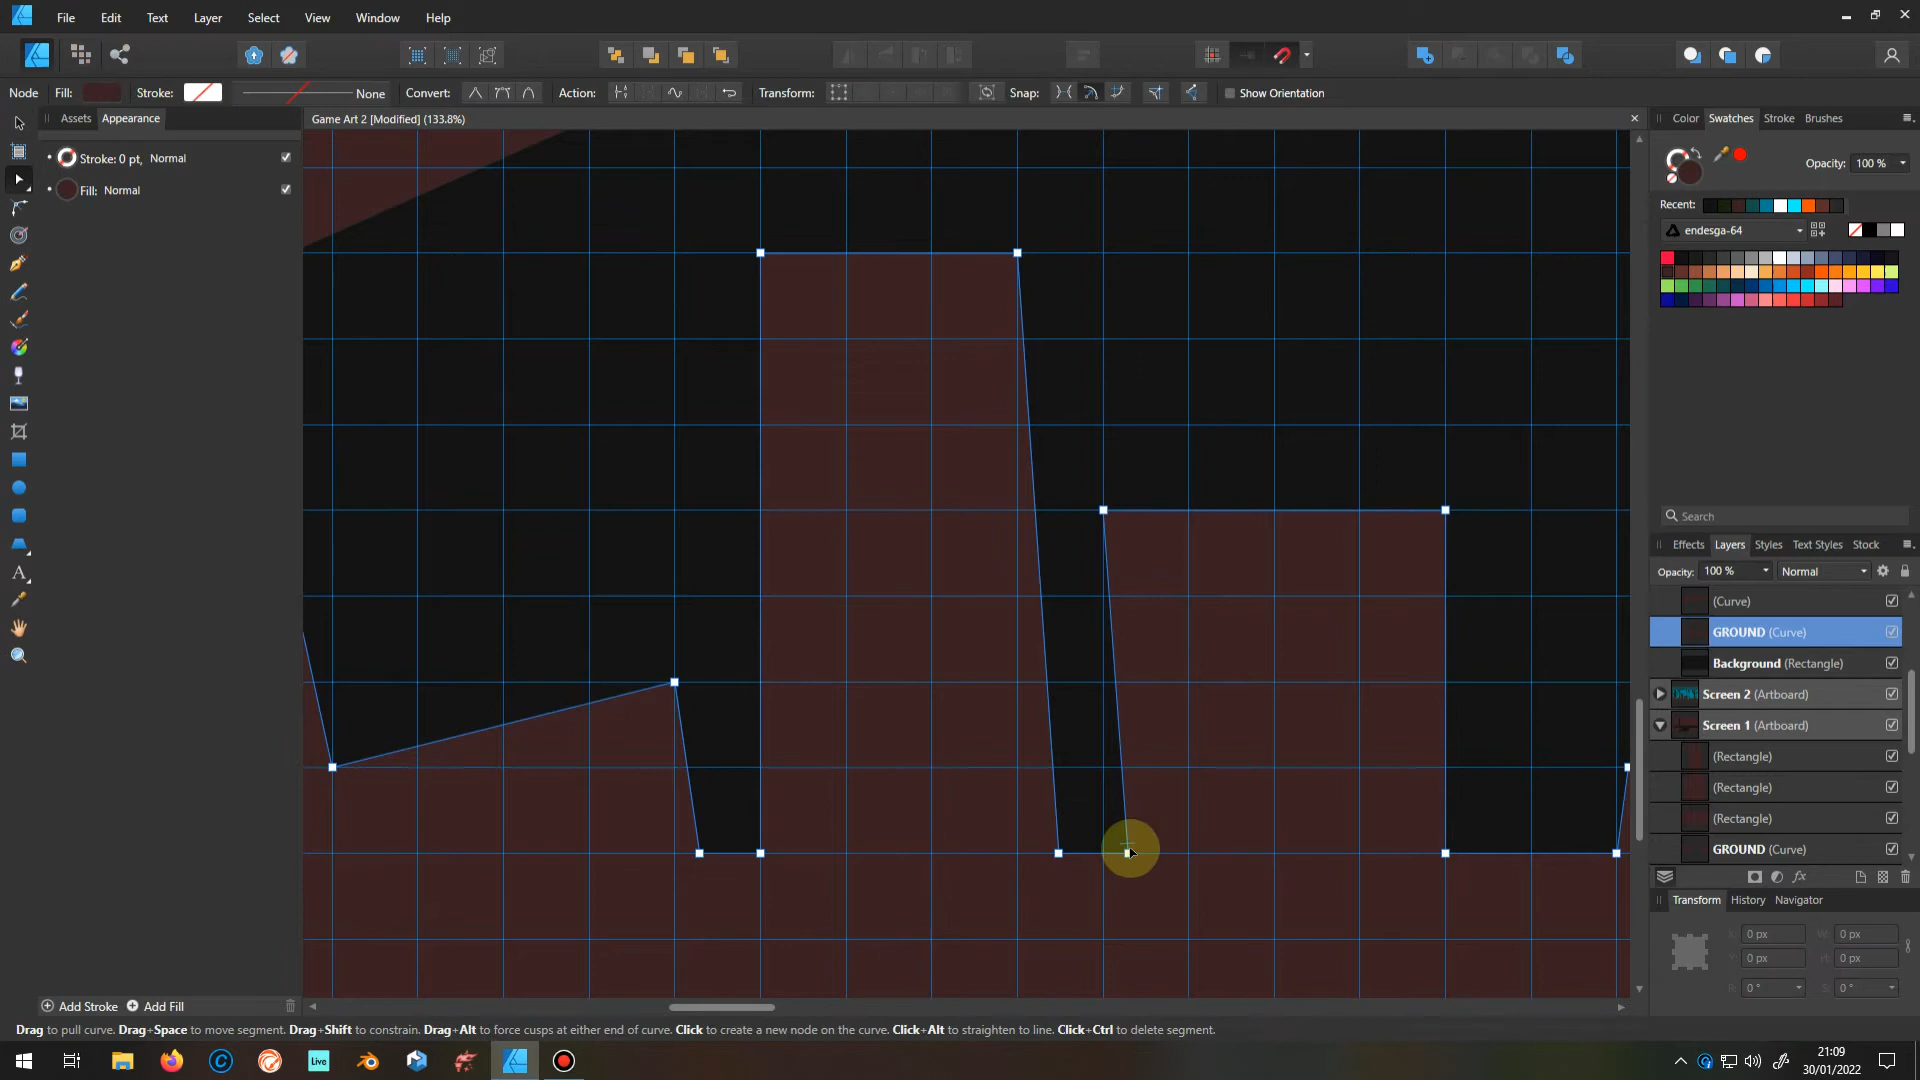 File Edit Text Layer Select View Window Help
Node Fill: Stroke: None Convert: Action: Transform: Snap: Show Orientation
Assets Appearance
Game Art 2 [Modified] (133.8%)
Stroke: 0 pt, Normal
Fill: Normal
Color Swatches Stroke Brushes
Opacity: 100 %
Recent:
endesga-64
Search
Effects Layers Styles Text Styles Stock
Opacity: 100 % Normal
(Curve)
GROUND (Curve)
Background (Rectangle)
Screen 2 (Artboard)
Screen 1 (Artboard)
(Rectangle)
(Rectangle)
(Rectangle)
GROUND (Curve)
Transform History Navigator
X: 0 px W: 0 px
Y: 0 px H: 0 px
R: 0 ° S: 0 °
Add Stroke Add Fill
Drag to pull curve. Drag+Space to move segment. Drag+Shift to constrain. Drag+Alt to force cusps at either end of curve. Click to create a new node on the curve. Click+Alt to straighten to line. Click+Ctrl to delete segment.
Live
21:09
30/01/2022